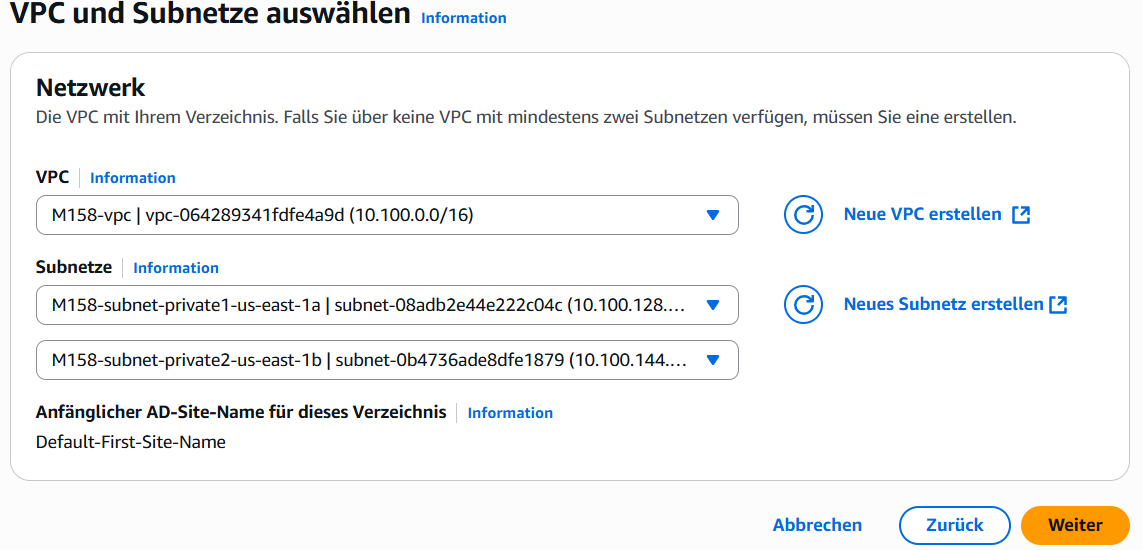 VPC und Subnetze auswählen Information
Netzwerk
Die VPC mit Ihrem Verzeichnis. Falls Sie über keine VPC mit mindestens zwei Subnetzen verfügen, müssen Sie eine erstellen.
VPC Information
M158-vpc | vpc-064289341fdfe4a9d (10.100.0.0/16) Neue VPC erstellen
Subnetze Information
M158-subnet-private1-us-east-1a | subnet-08adb2e44e222c04c (10.100.128.... Neues Subnetz erstellen
M158-subnet-private2-us-east-1b | subnet-0b4736ade8dfe1879 (10.100.144....
Anfänglicher AD-Site-Name für dieses Verzeichnis Information
Default-First-Site-Name
Abbrechen Zurück Weiter